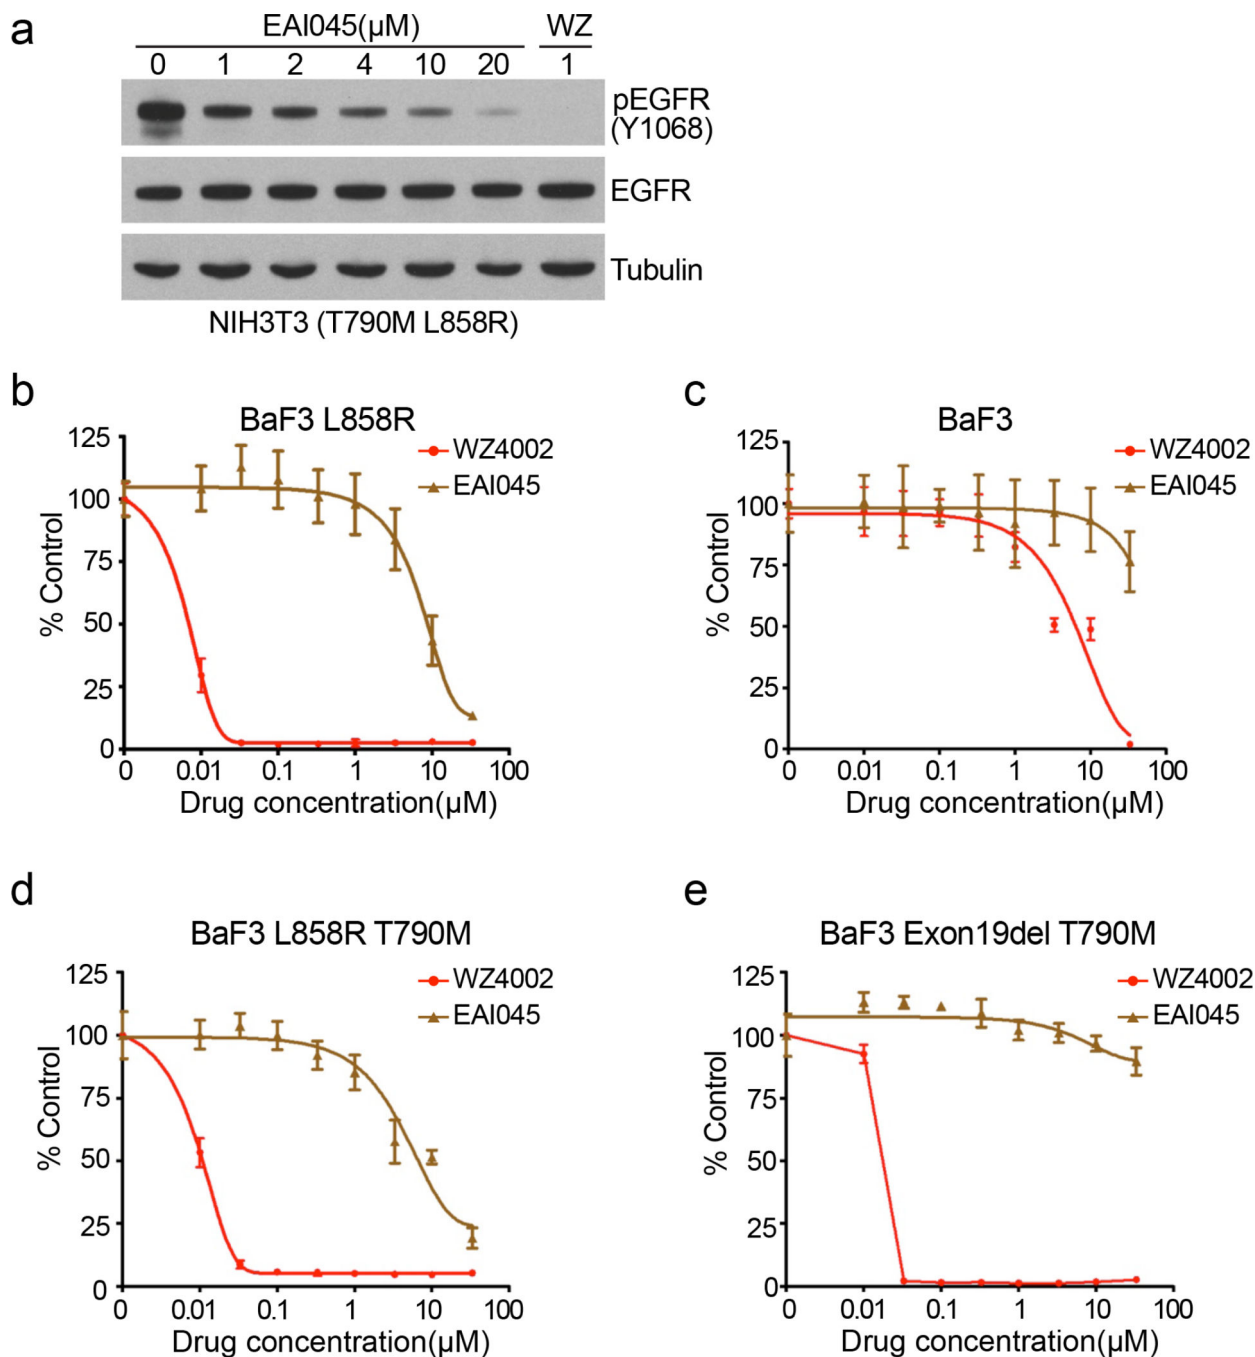 a
EAI045(μM) WZ
0 1 2 4 10 20 1
pEGFR
(Y1068)
EGFR
Tubulin
NIH3T3 (T790M L858R)
b
BaF3 L858R
WZ4002
EAI045
% Control
125
100
75
50
25
0
0 0.01 0.1 1 10 100
Drug concentration(μM)
c
BaF3
WZ4002
EAI045
% Control
125
100
75
50
25
0
0 0.01 0.1 1 10 100
Drug concentration(μM)
d
BaF3 L858R T790M
WZ4002
EAI045
% Control
125
100
75
50
25
0
0 0.01 0.1 1 10 100
Drug concentration(μM)
e
BaF3 Exon19del T790M
WZ4002
EAI045
% Control
125
100
75
50
25
0
0 0.01 0.1 1 10 100
Drug concentration(μM)